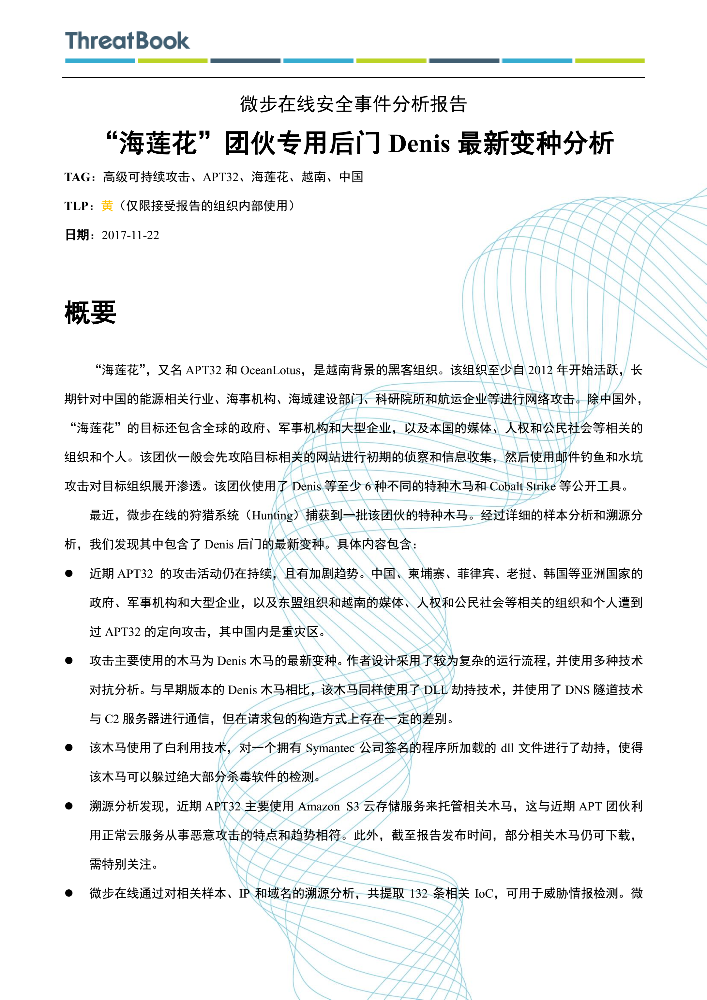 ThreatBook
微步在线安全事件分析报告
“海莲花”团伙专用后门 Denis 最新变种分析
TAG：高级可持续攻击、APT32、海莲花、越南、中国
TLP：黄（仅限接受报告的组织内部使用）
日期：2017-11-22
概要
“海莲花”，又名 APT32 和 OceanLotus，是越南背景的黑客组织。该组织至少自 2012 年开始活跃，长
期针对中国的能源相关行业、海事机构、海域建设部门、科研院所和航运企业等进行网络攻击。除中国外，
“海莲花”的目标还包含全球的政府、军事机构和大型企业，以及本国的媒体、人权和公民社会等相关的
组织和个人。该团伙一般会先攻陷目标相关的网站进行初期的侦察和信息收集，然后使用邮件钓鱼和水坑
攻击对目标组织展开渗透。该团伙使用了 Denis 等至少 6 种不同的特种木马和 Cobalt Strike 等公开工具。
最近，微步在线的狩猎系统（Hunting）捕获到一批该团伙的特种木马。经过详细的样本分析和溯源分
析，我们发现其中包含了 Denis 后门的最新变种。具体内容包含：
● 近期 APT32 的攻击活动仍在持续，且有加剧趋势。中国、柬埔寨、菲律宾、老挝、韩国等亚洲国家的
政府、军事机构和大型企业，以及东盟组织和越南的媒体、人权和公民社会等相关的组织和个人遭到
过 APT32 的定向攻击，其中国内是重灾区。
● 攻击主要使用的木马为 Denis 木马的最新变种。作者设计采用了较为复杂的运行流程，并使用多种技术
对抗分析。与早期版本的 Denis 木马相比，该木马同样使用了 DLL 劫持技术，并使用了 DNS 隧道技术
与 C2 服务器进行通信，但在请求包的构造方式上存在一定的差别。
● 该木马使用了白利用技术，对一个拥有 Symantec 公司签名的程序所加载的 dll 文件进行了劫持，使得
该木马可以躲过绝大部分杀毒软件的检测。
● 溯源分析发现，近期 APT32 主要使用 Amazon S3 云存储服务来托管相关木马，这与近期 APT 团伙利
用正常云服务从事恶意攻击的特点和趋势相符。此外，截至报告发布时间，部分相关木马仍可下载，
需特别关注。
● 微步在线通过对相关样本、IP 和域名的溯源分析，共提取 132 条相关 IoC，可用于威胁情报检测。微